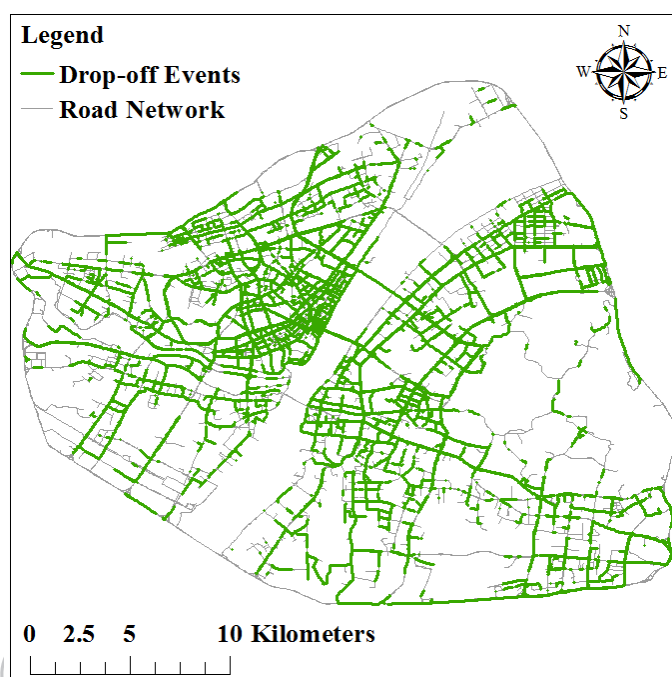 Legend
Drop-off Events
Road Network
N
W E
S
0 2.5 5 10 Kilometers